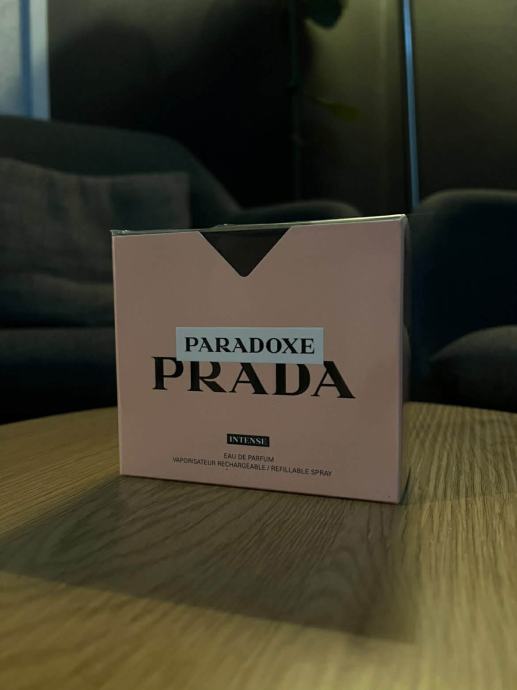 PARADOXE
PRADA
INTENSE
EAU DE PARFUM
VAPORISATEUR RECHARGEABLE / REFILLABLE SPRAY